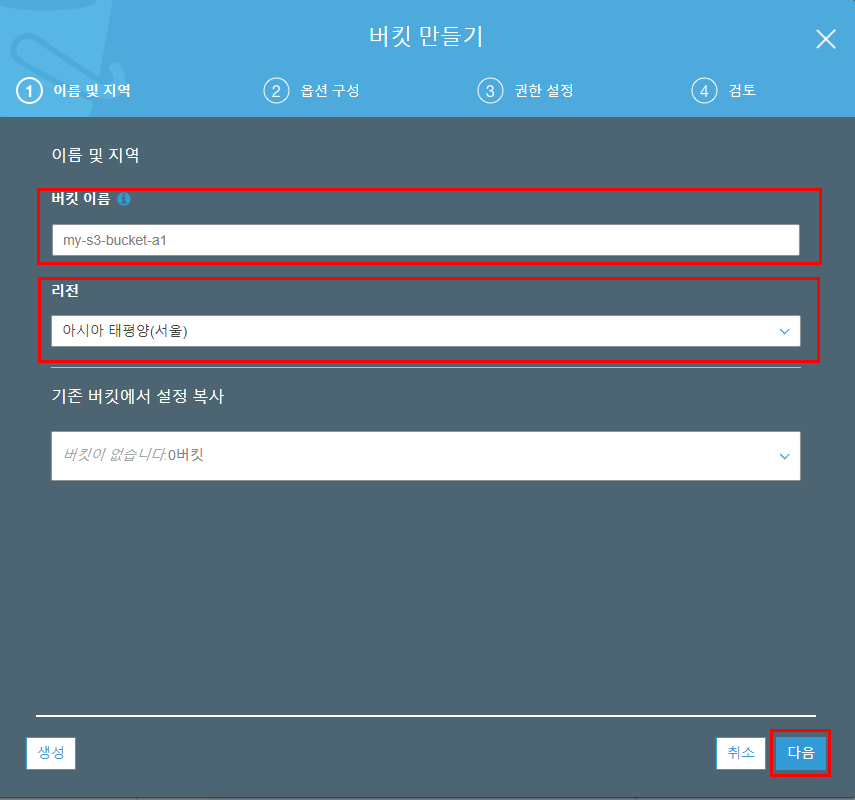 버킷 만들기
1 이름 및 지역 2 옵션 구성 3 권한 설정 4 검토
이름 및 지역
버킷 이름
my-s3-bucket-a1
리전
아시아 태평양(서울)
기존 버킷에서 설정 복사
버킷이 없습니다.0버킷
생성 취소 다음